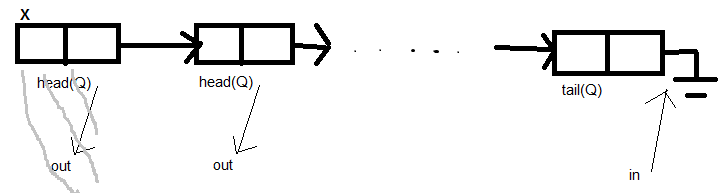 X
head(Q)
head(Q)
tail(Q)
out
out
in